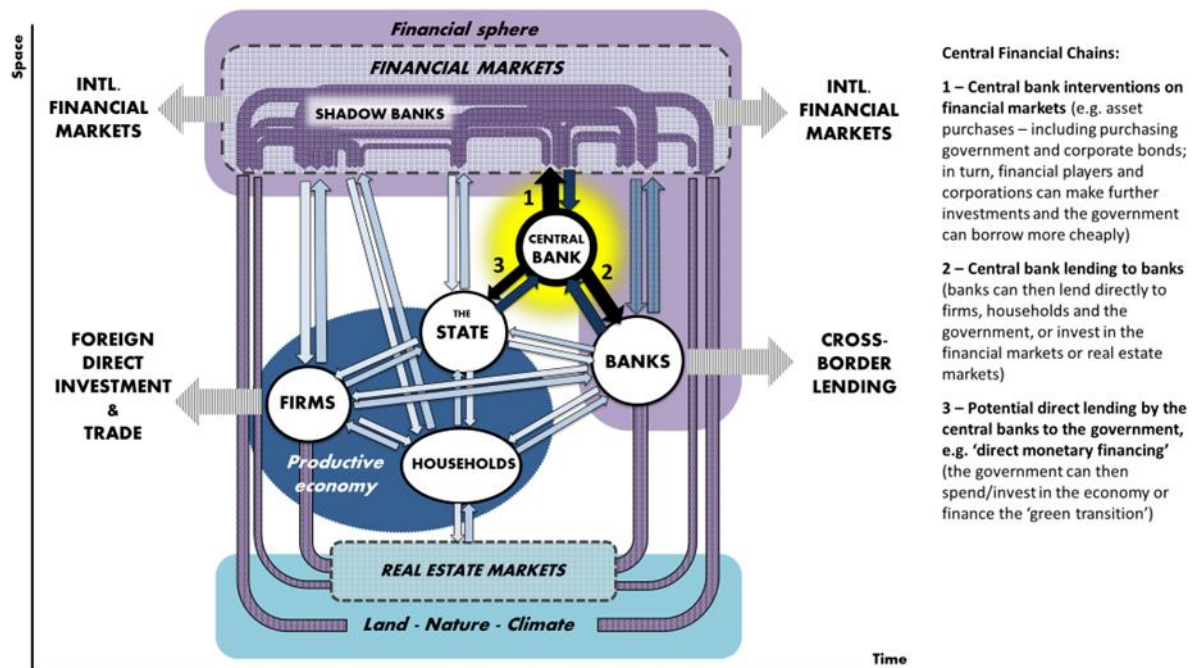 Space
Financial sphere
FINANCIAL MARKETS
SHADOW BANKS
INTL.
FINANCIAL
MARKETS
INTL.
FINANCIAL
MARKETS
1
CENTRAL
BANK
3
2
THE
STATE
BANKS
FIRMS
HOUSEHOLDS
Productive
economy
FOREIGN
DIRECT
INVESTMENT
&
TRADE
CROSS-
BORDER
LENDING
REAL ESTATE MARKETS
Land - Nature - Climate
Time
Central Financial Chains:
1 – Central bank interventions on
financial markets (e.g. asset
purchases – including purchasing
government and corporate bonds;
in turn, financial players and
corporations can make further
investments and the government
can borrow more cheaply)
2 – Central bank lending to banks
(banks can then lend directly to
firms, households and the
government, or invest in the
financial markets or real estate
markets)
3 – Potential direct lending by the
central banks to the government,
e.g. ‘direct monetary financing’
(the government can then
spend/invest in the economy or
finance the ‘green transition’)